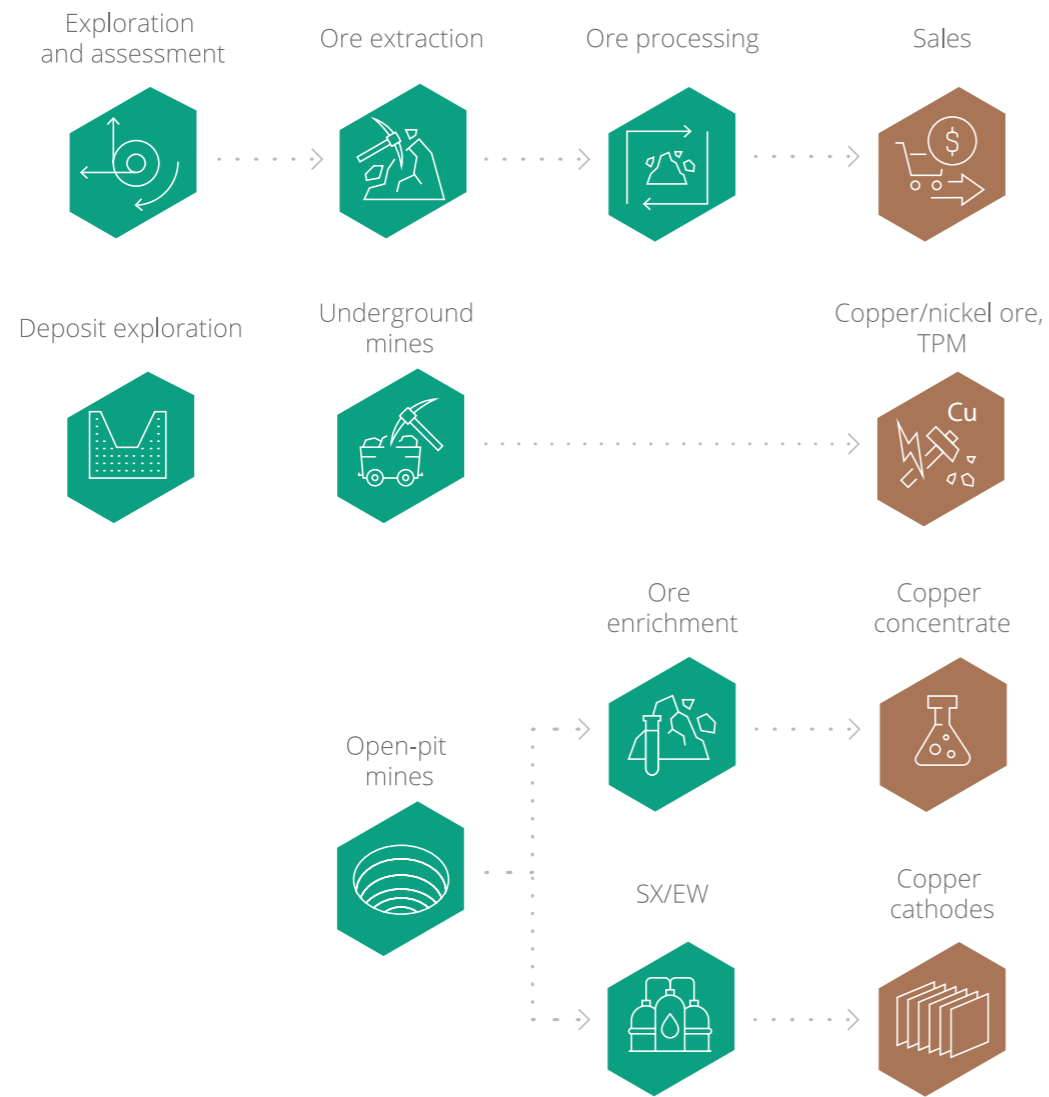 Exploration
and assessment
Ore extraction
Ore processing
Sales
$
Deposit exploration
Underground
mines
Copper/nickel ore,
TPM
Cu
Ore
enrichment
Copper
concentrate
Open-pit
mines
SX/EW
Copper
cathodes